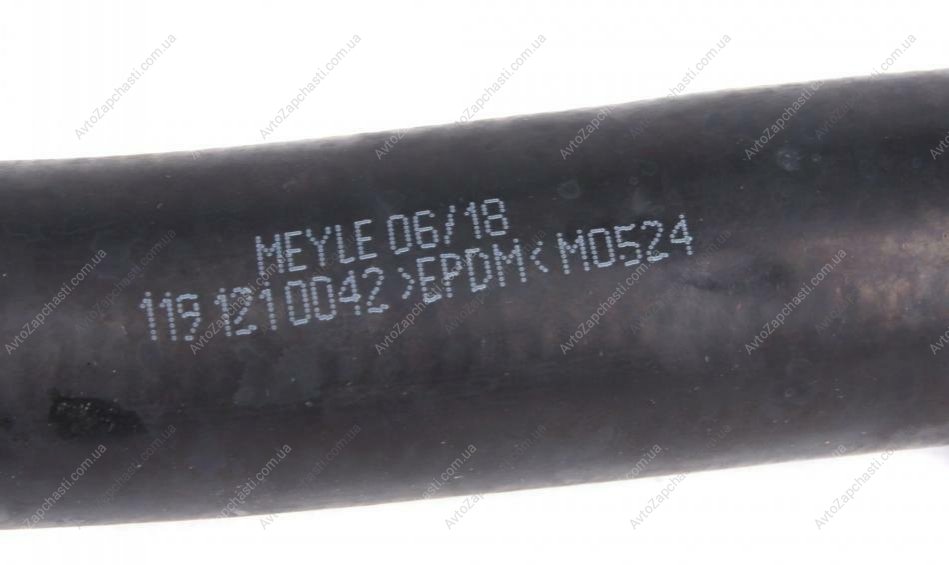 MEYLE 06/18
119 121 0042 >EPDM< M0524
AvtoZapchasti.com.ua